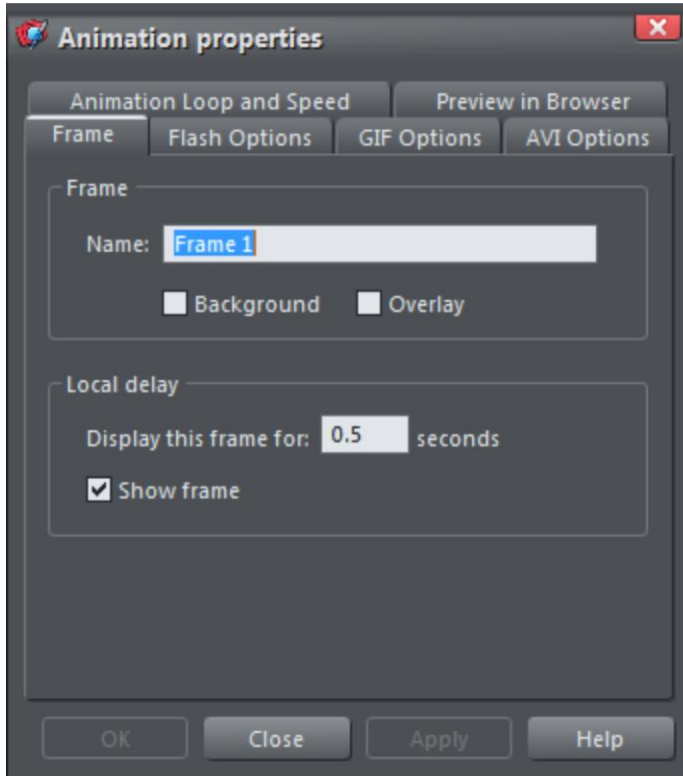 Animation properties
Animation Loop and Speed Preview in Browser
Frame Flash Options GIF Options AVI Options
Frame
Name: Frame 1
Background Overlay
Local delay
Display this frame for: 0.5 seconds
Show frame
OK Close Apply Help